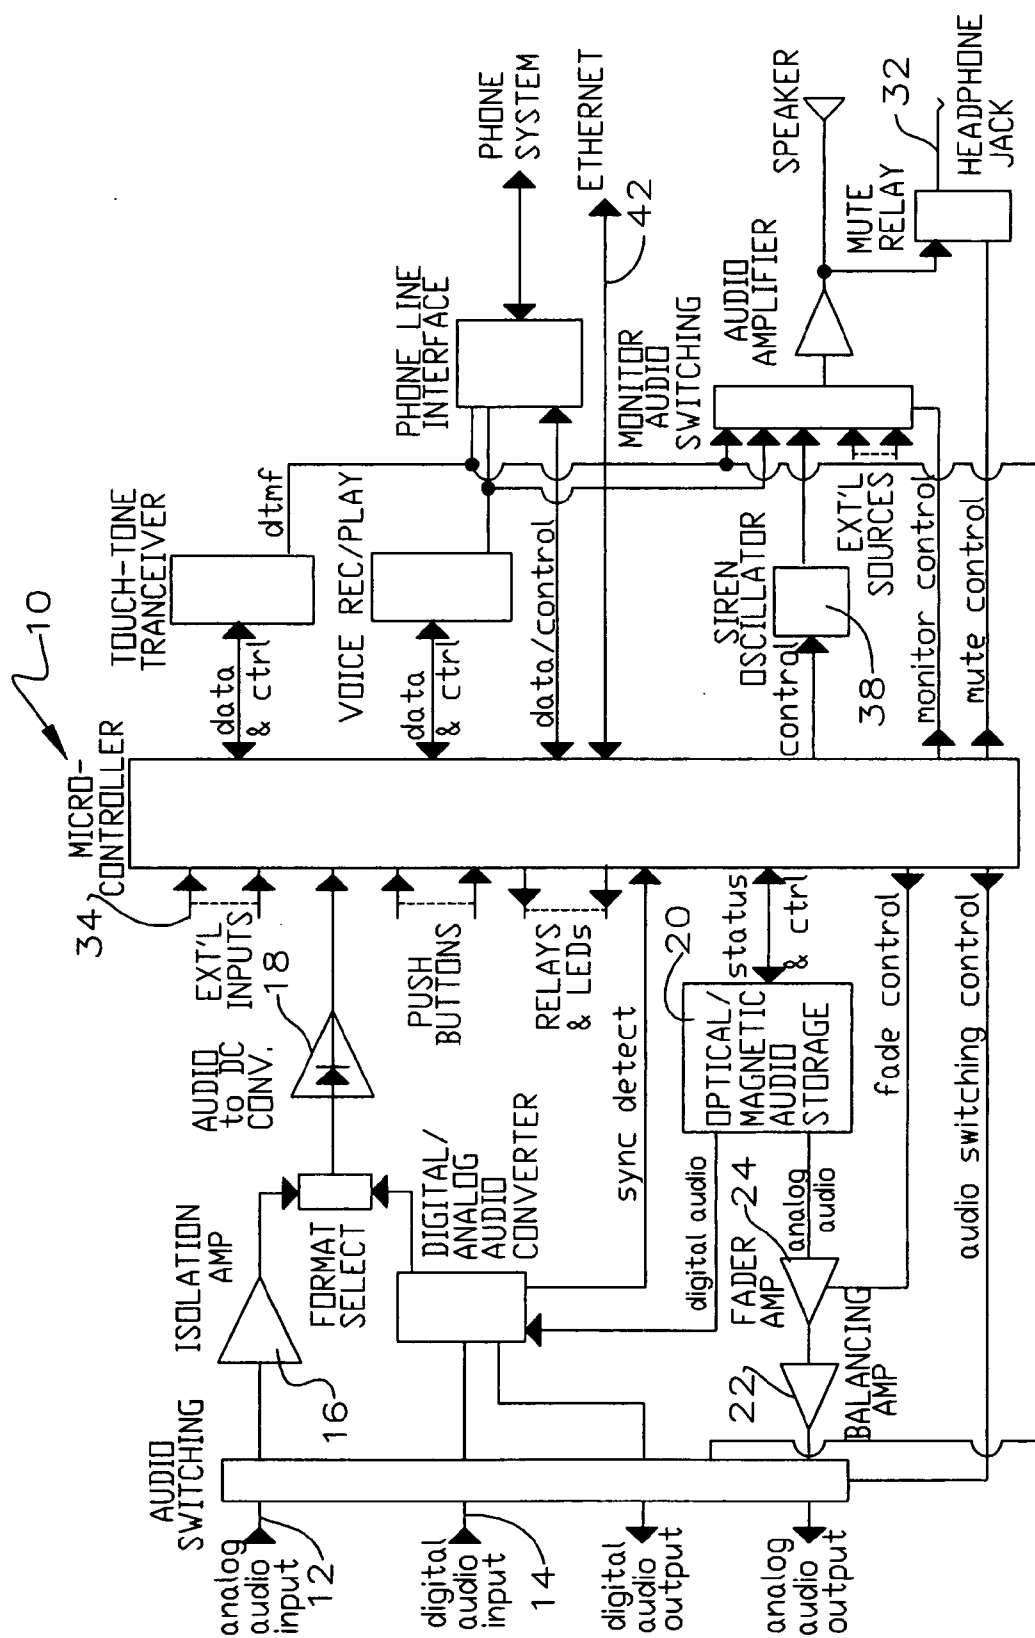 10
MICRO-
CONTROLLER
34
TOUCH-TONE
TRANCEIVER
dtmf
data
& ctrl
VOICE REC/PLAY
data
& ctrl
PHONE LINE
INTERFACE
PHONE
SYSTEM
data/control
ETHERNET
42
MONITOR
AUDIO
SWITCHING
AUDIO
AMPLIFIER
SPEAKER
MUTE
RELAY
32
HEADPHONE
JACK
SIREN
OSCILLATOR
control
38
EXT'L
SOURCES
monitor control
mute control
AUDIO
SWITCHING
analog
audio
input
12
ISOLATION
AMP
16
FORMAT
SELECT
AUDIO
to DC
CONV.
18
EXT'L
INPUTS
PUSH
BUTTONS
RELAYS
& LEDs
digital
audio
input
14
DIGITAL/
ANALOG
AUDIO
CONVERTER
sync detect
digital
audio
output
digital audio
20
OPTICAL/
MAGNETIC
AUDIO
STORAGE
status
& ctrl
analog
audio
24
FADER
AMP
22
BALANCING
AMP
fade control
analog
audio
output
audio switching control